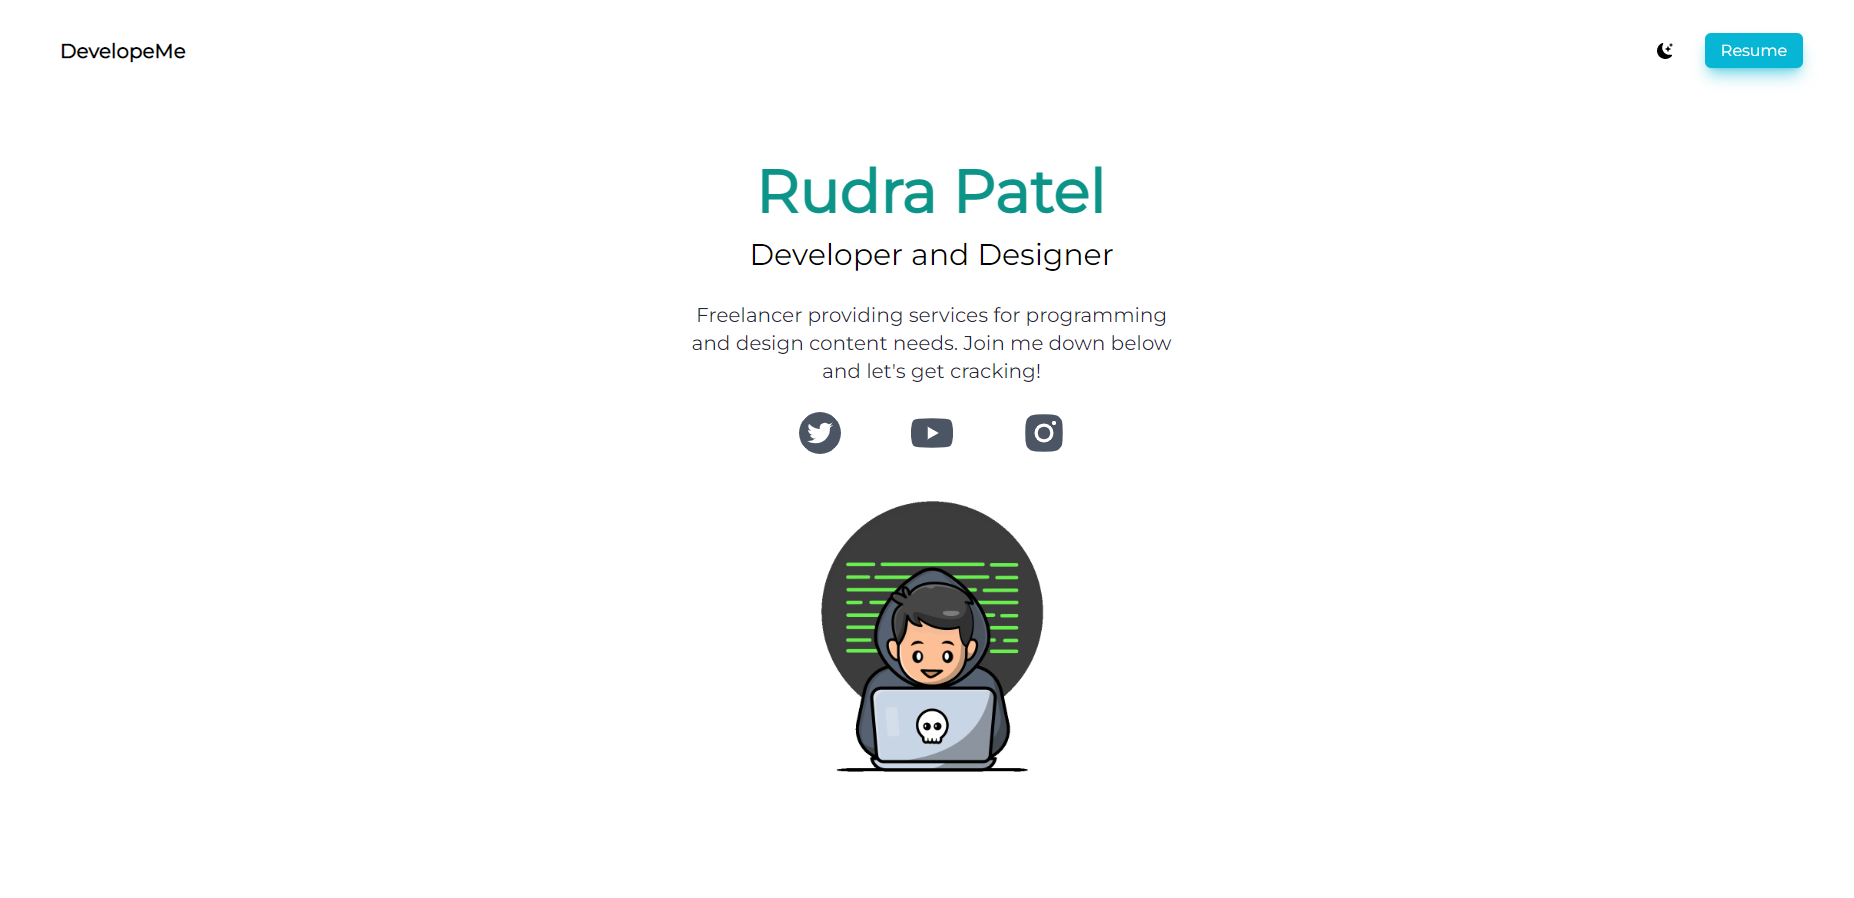 DevelopeMe
Resume
Rudra Patel
Developer and Designer
Freelancer providing services for programming
and design content needs. Join me down below
and let's get cracking!